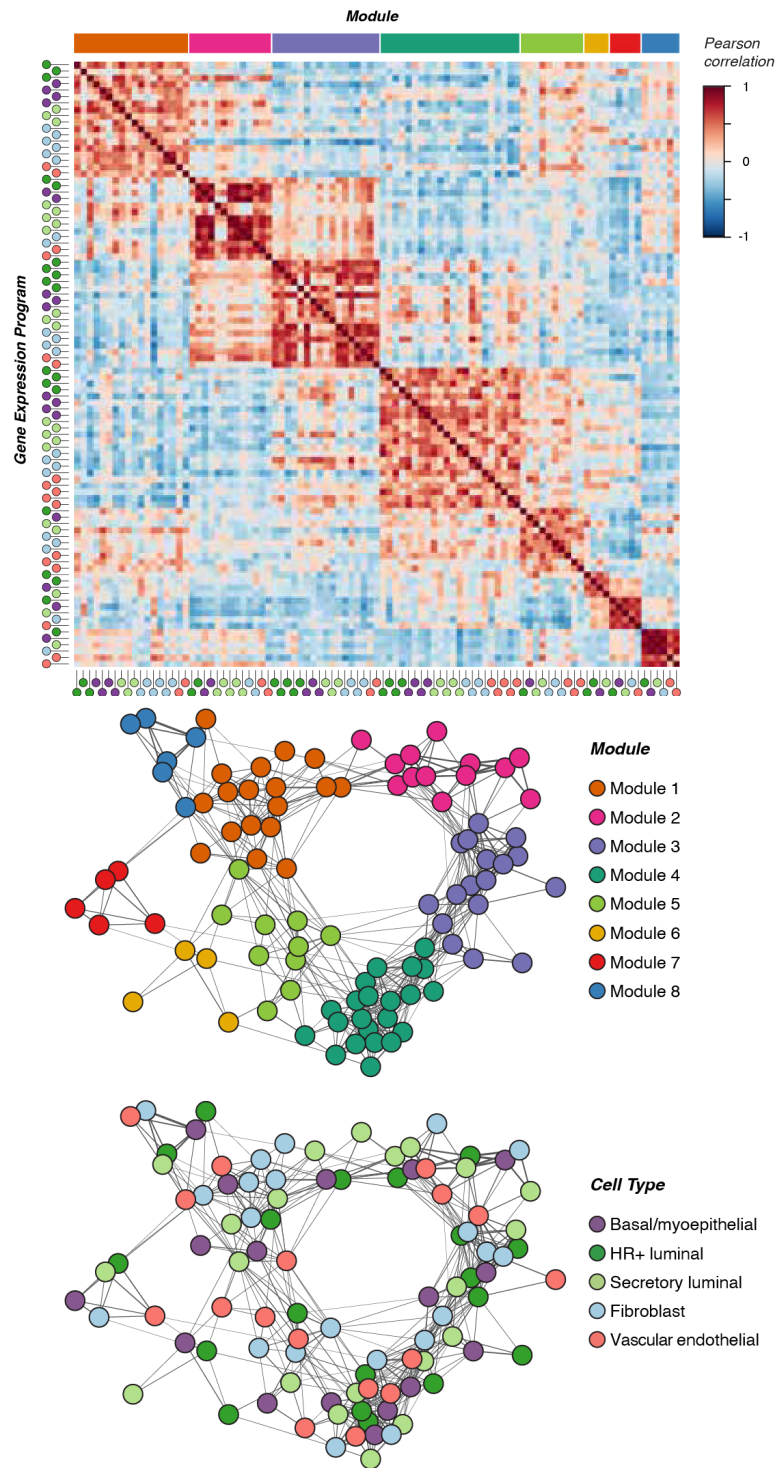 Module
Pearson
correlation
1
0
-1
Gene Expression Program
Module
Module 1
Module 2
Module 3
Module 4
Module 5
Module 6
Module 7
Module 8
Cell Type
Basal/myoepithelial
HR+ luminal
Secretory luminal
Fibroblast
Vascular endothelial